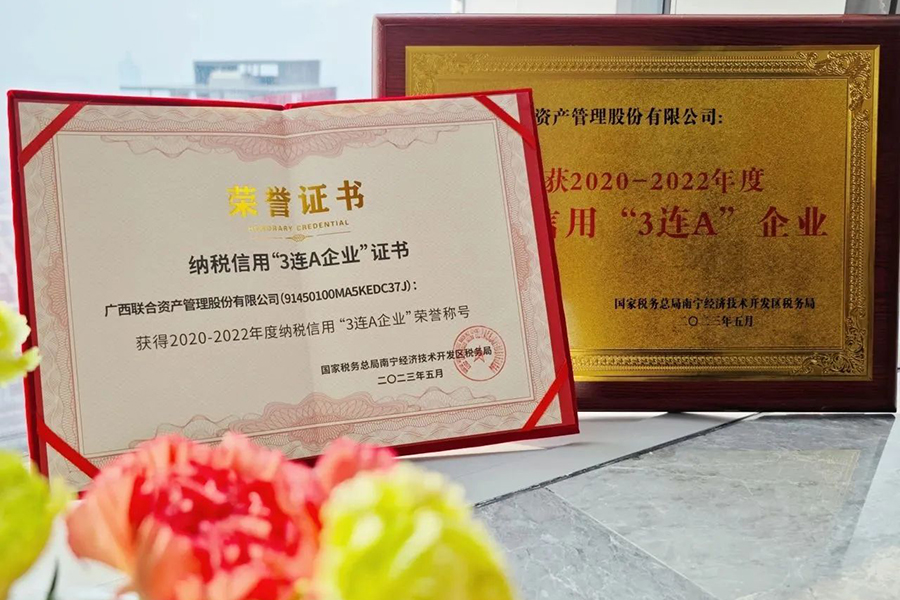 荣誉证书
HONORARY CREDENTIAL
纳税信用“3连A企业”证书
广西联合资产管理股份有限公司(91450100MA5KEDC37J)：
获得2020-2022年度纳税信用“3连A企业”荣誉称号
国家税务总局南宁经济技术开发区税务局
二〇二三年五月
资产管理股份有限公司:
获2020-2022年度
信用“3连A”企业
国家税务总局南宁经济技术开发区税务局
二〇二三年五月